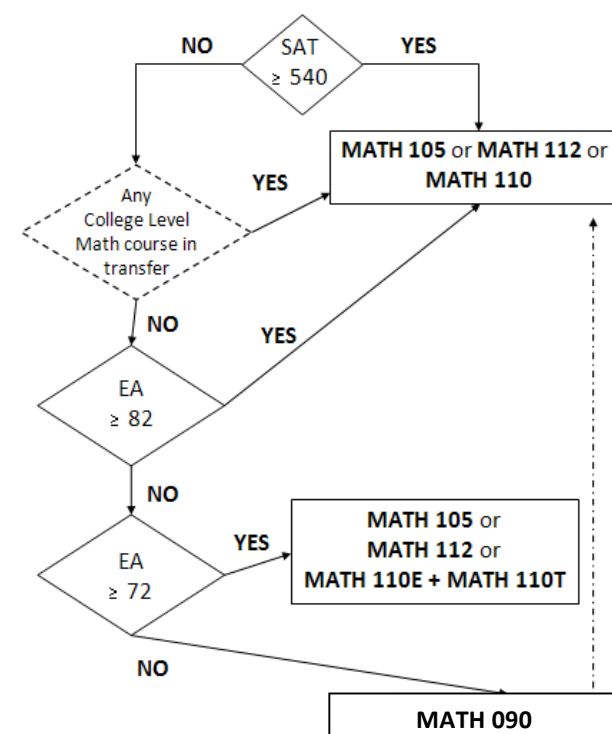 NO
SAT
≥ 540
YES
MATH 105 or MATH 112 or
MATH 110
Any
College Level
Math course in
transfer
YES
NO
YES
EA
≥ 82
NO
EA
≥ 72
YES
MATH 105 or
MATH 112 or
MATH 110E + MATH 110T
NO
MATH 090